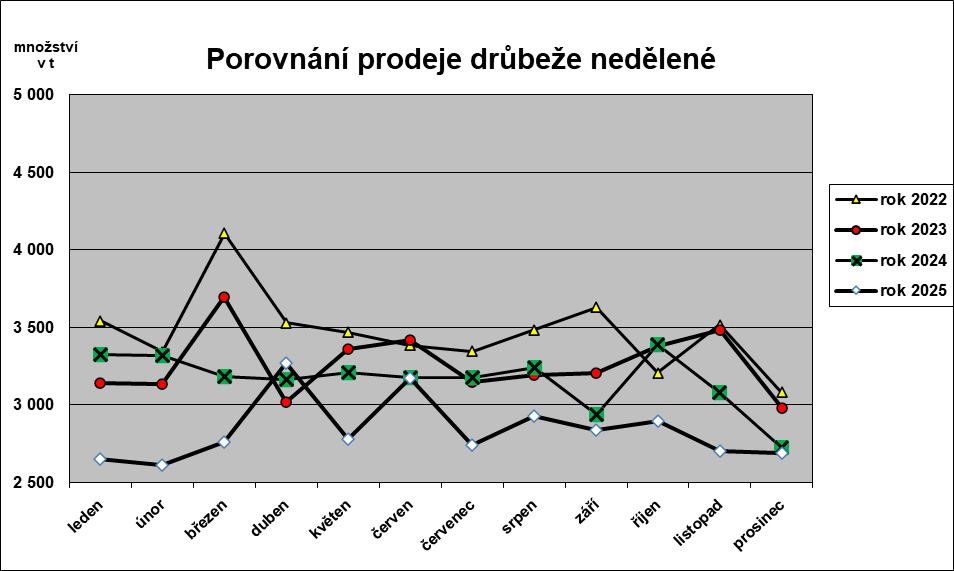 množství
v t
Porovnání prodeje drůbeže nedělené
5 000
4 500
4 000
3 500
3 000
2 500
leden
únor
březen
duben
květen
červen
červenec
srpen
září
říjen
listopad
prosinec
rok 2022
rok 2023
rok 2024
rok 2025